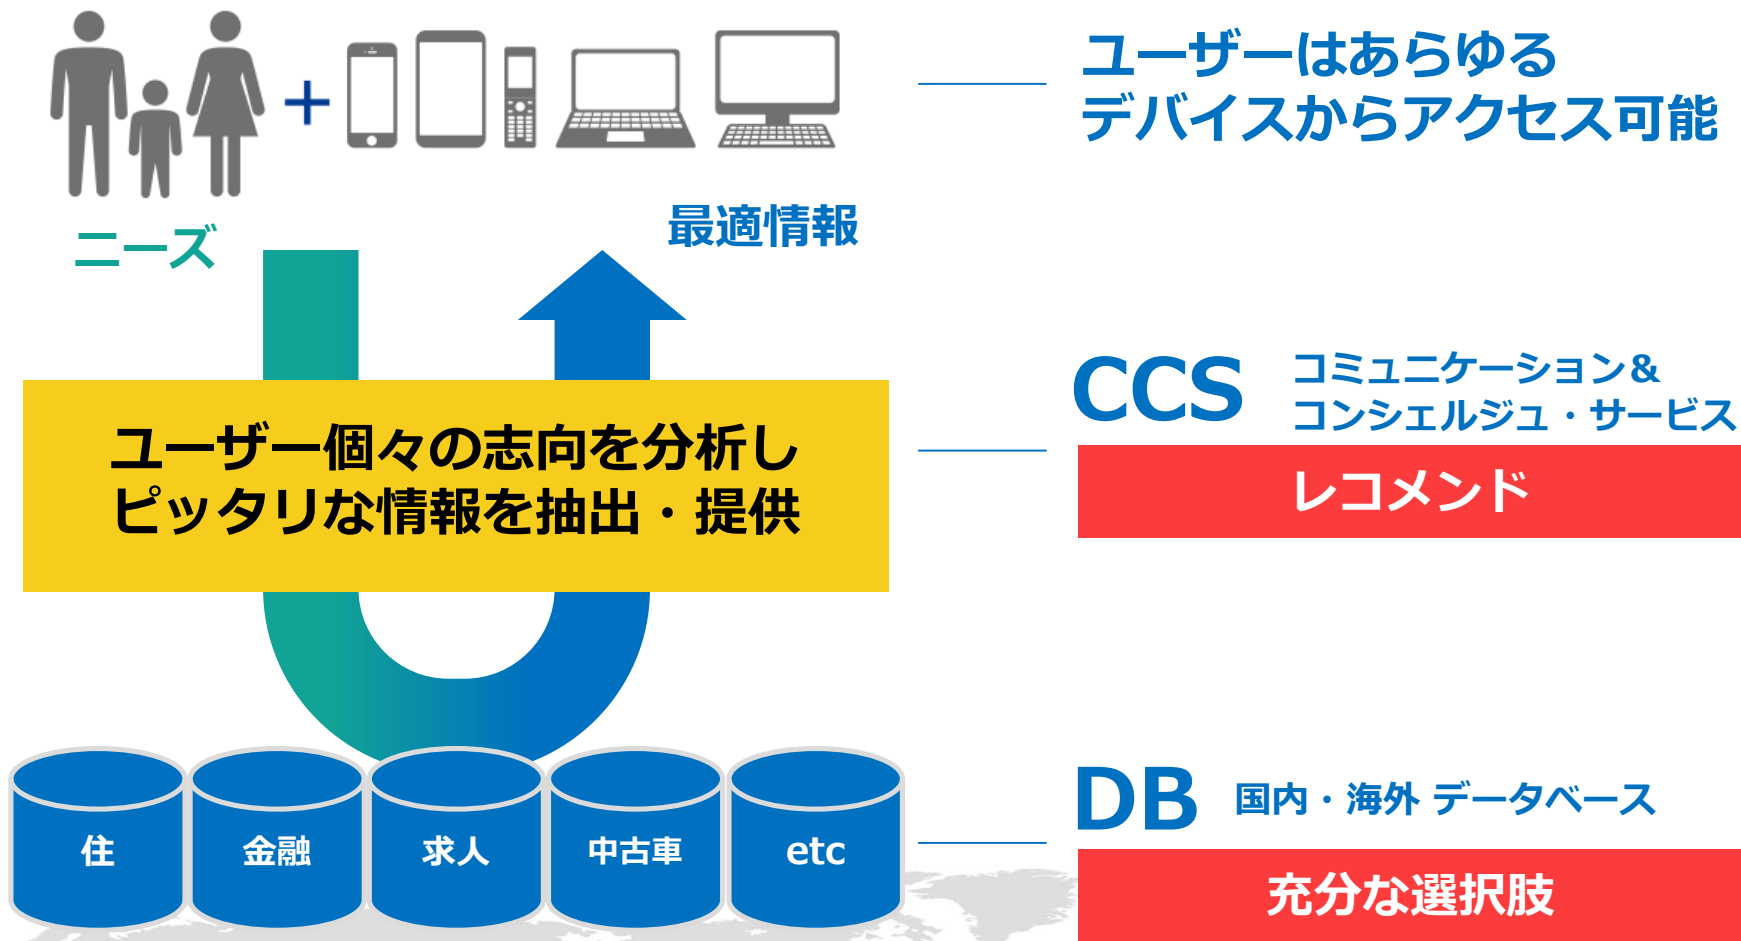 ユーザーはあらゆる
デバイスからアクセス可能
ニーズ
最適情報
ユーザー個々の志向を分析し
ピッタリな情報を抽出・提供
CCS
コミュニケーション＆
コンシェルジュ・サービス
レコメンド
住
金融
求人
中古車
etc
DB
国内・海外 データベース
充分な選択肢